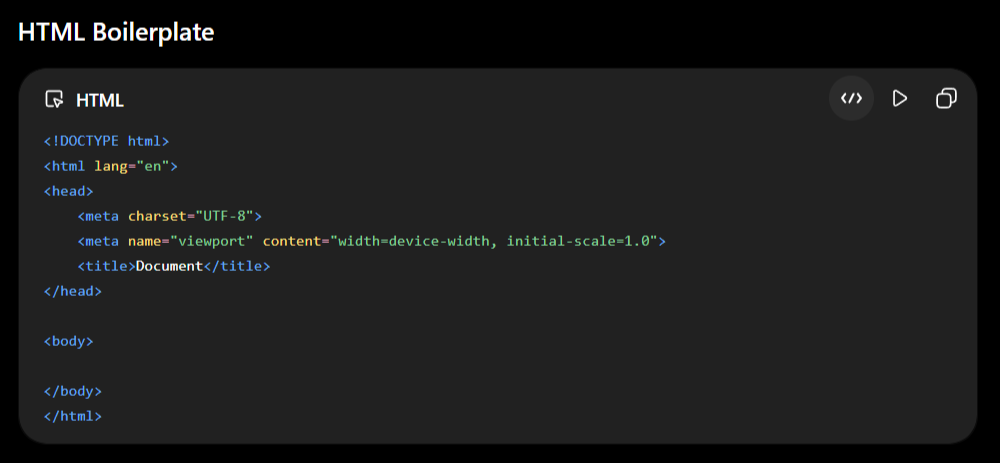 HTML Boilerplate
HTML
<!DOCTYPE html>
<html lang="en">
<head>
    <meta charset="UTF-8">
    <meta name="viewport" content="width=device-width, initial-scale=1.0">
    <title>Document</title>
</head>
<body>
</body>
</html>